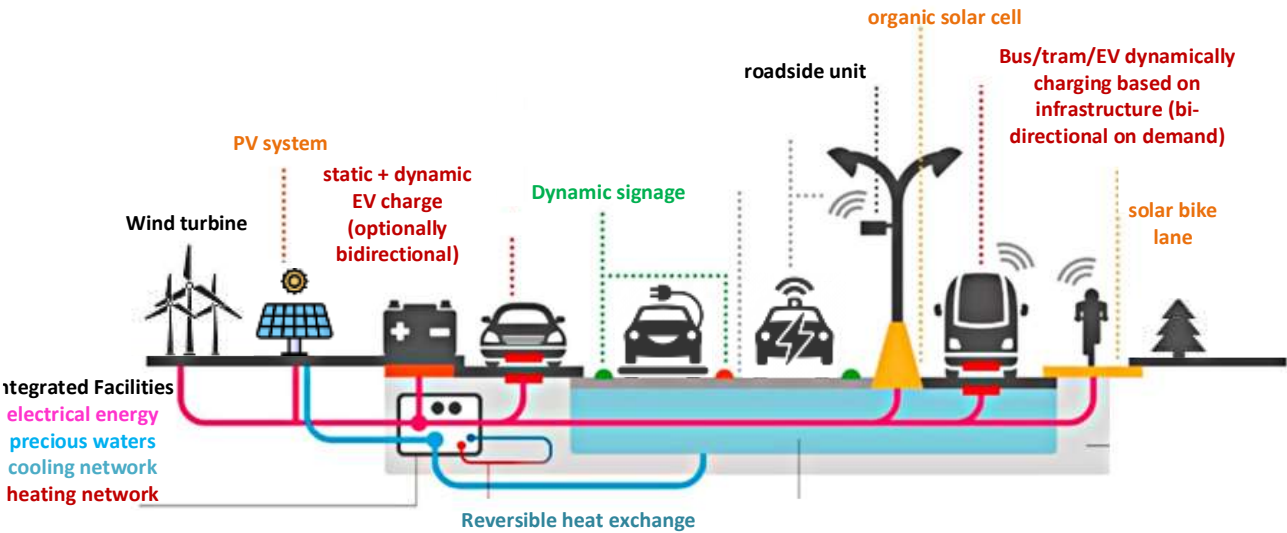 organic solar cell
Bus/tram/EV dynamically
charging based on
infrastructure (bi-
directional on demand)
roadside unit
PV system
static + dynamic
EV charge
(optionally
bidirectional)
Dynamic signage
solar bike
lane
Wind turbine
ntegrated Facilities
electrical energy
precious waters
cooling network
heating network
Reversible heat exchange